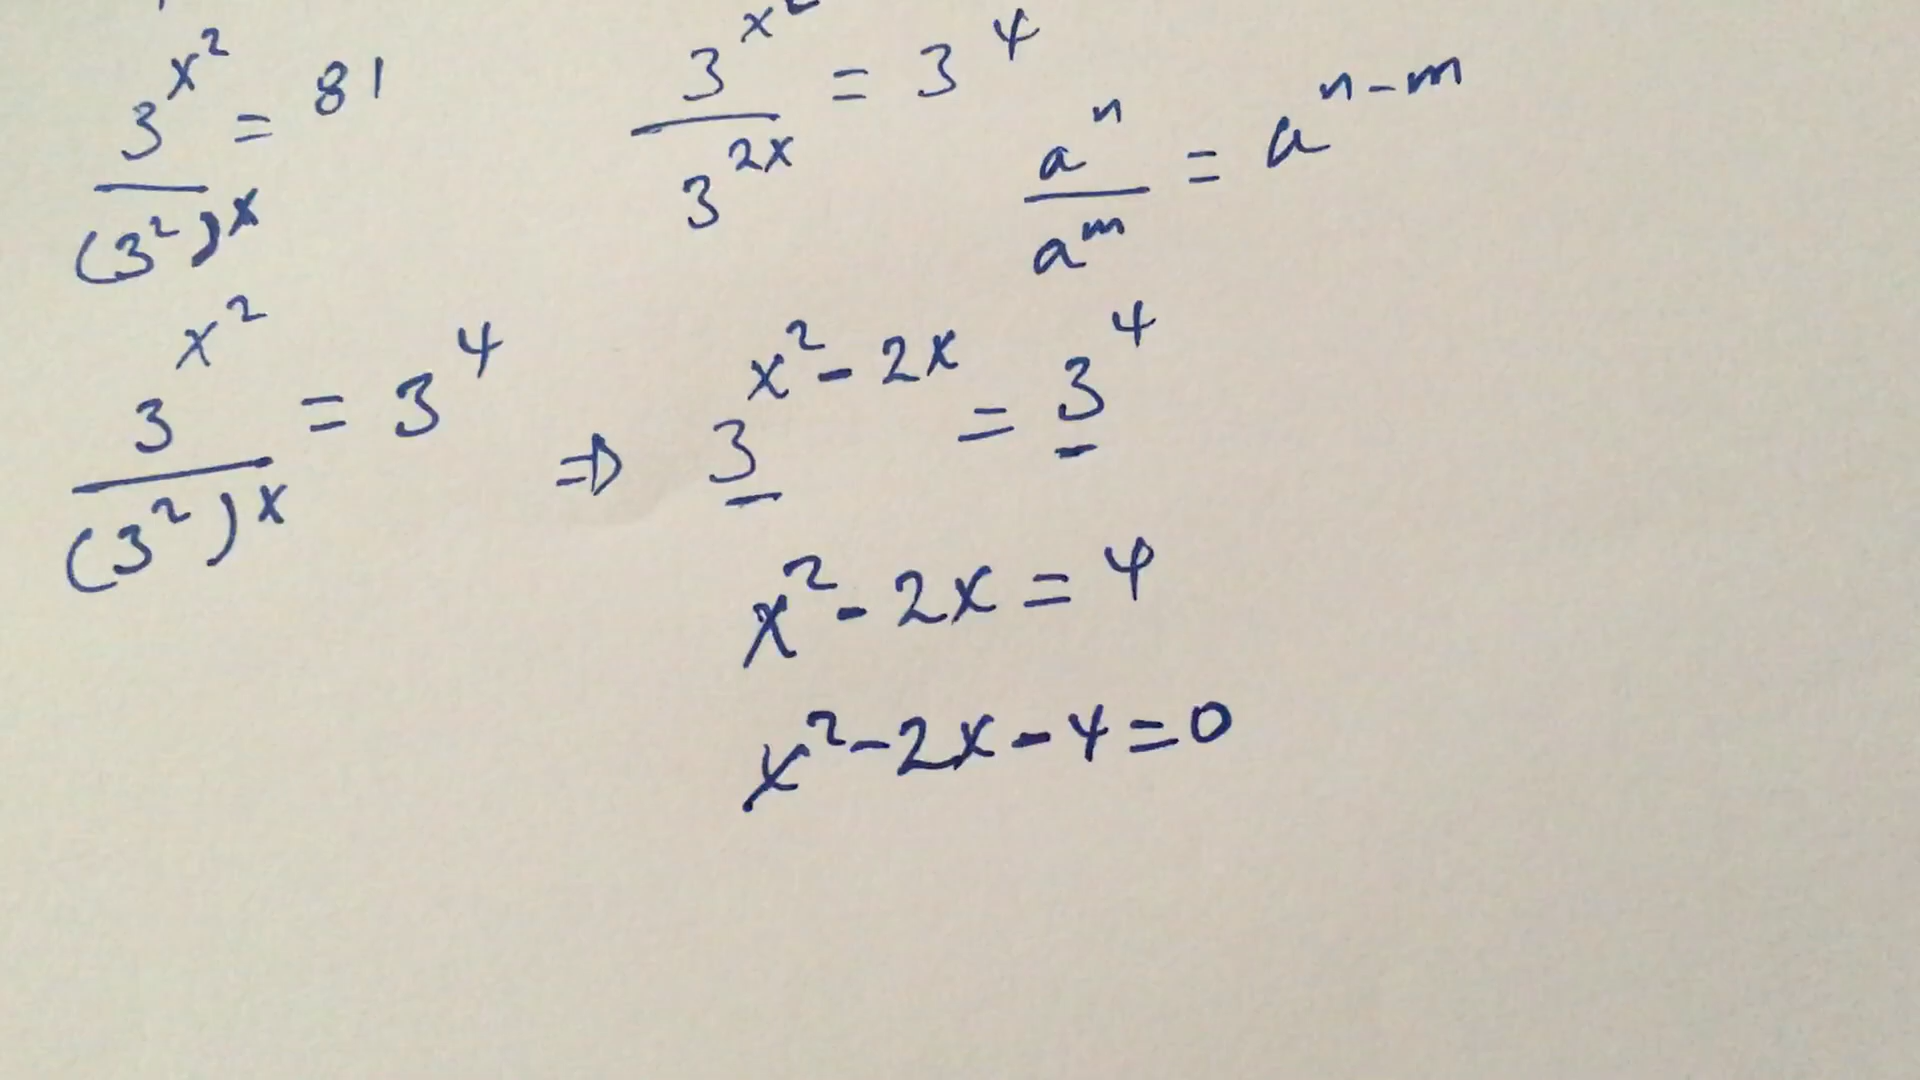 3^{x^2} / (3^2)^x = 81
3^{x^2} / (3^2)^x = 3^4
3^{x^2} / 3^{2x} = 3^4
a^n / a^m = a^{n-m}
⇒ 3^{x^2 - 2x} = 3^4
x^2 - 2x = 4
x^2 - 2x - 4 = 0